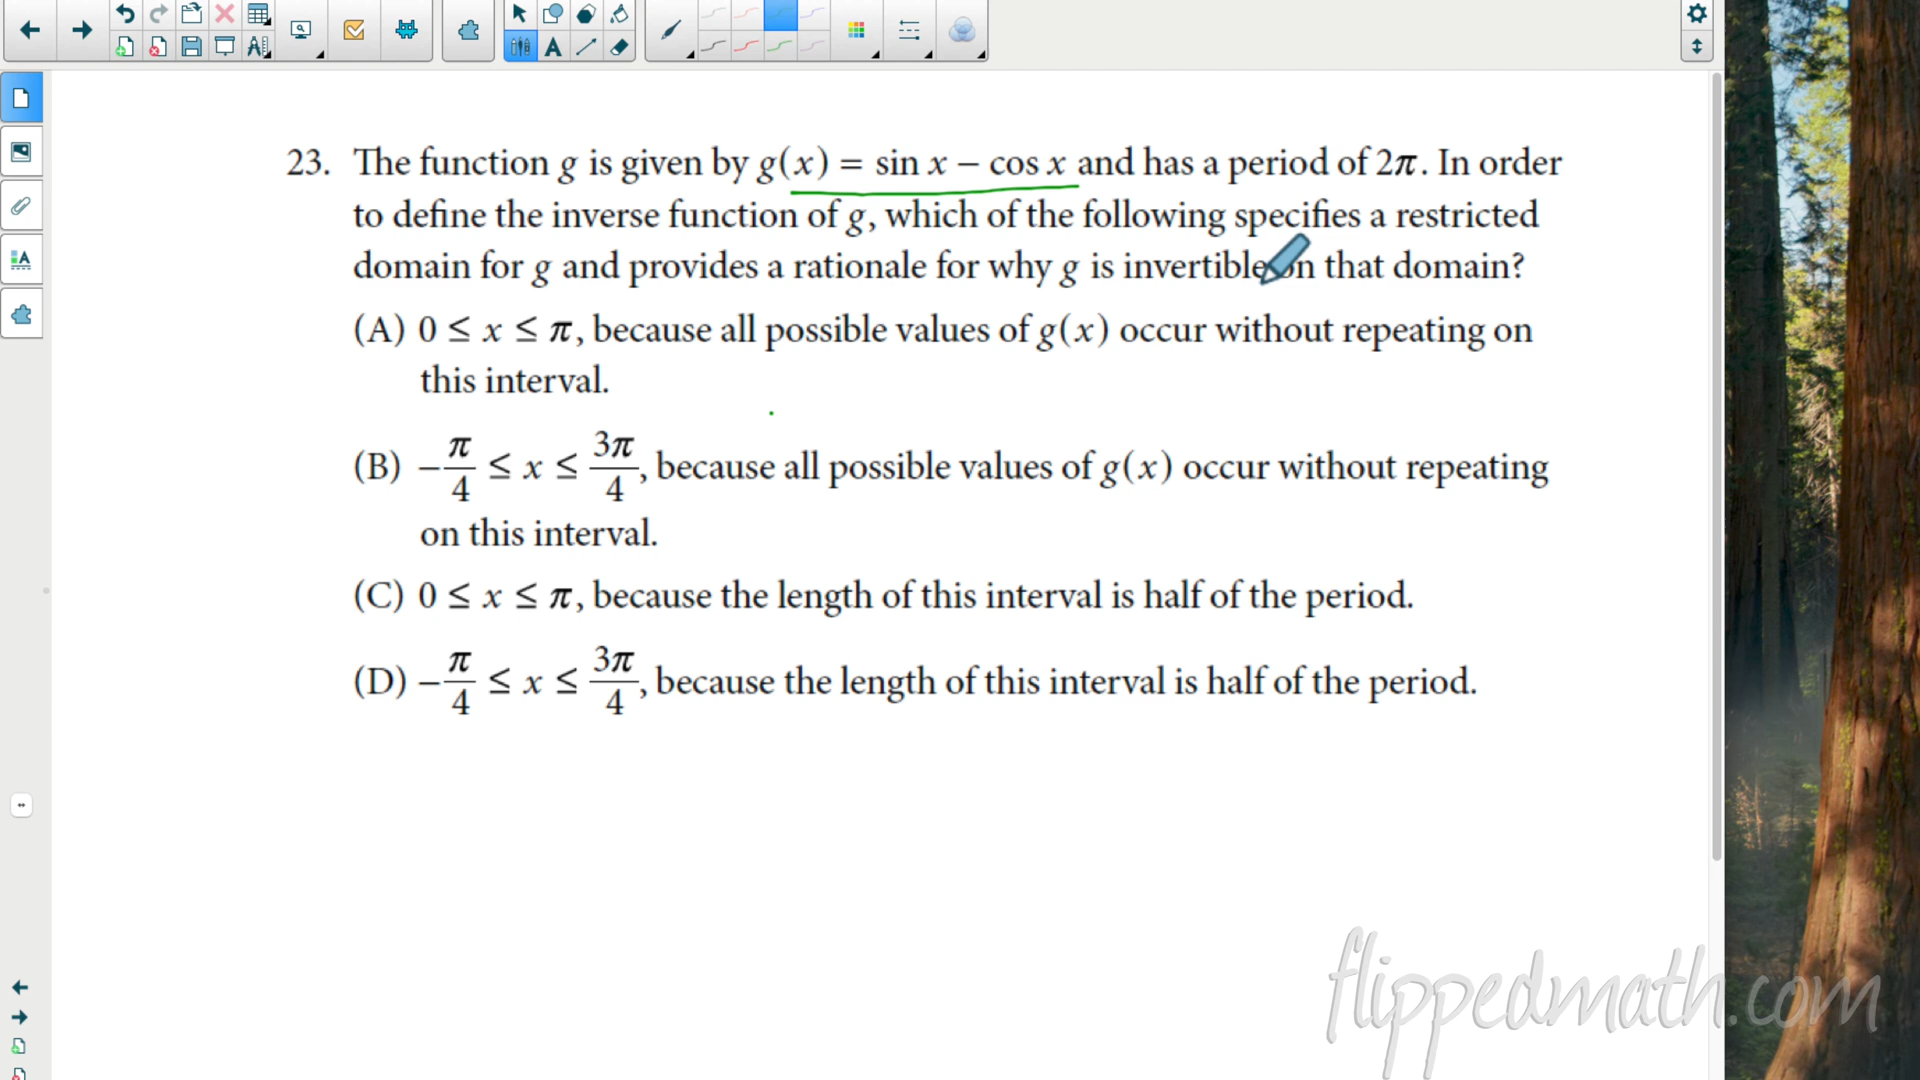 23. The function g is given by g(x) = sin x − cos x and has a period of 2π. In order
to define the inverse function of g, which of the following specifies a restricted
domain for g and provides a rationale for why g is invertible on that domain?
(A) 0 ≤ x ≤ π, because all possible values of g(x) occur without repeating on
this interval.
(B) −π/4 ≤ x ≤ 3π/4, because all possible values of g(x) occur without repeating
on this interval.
(C) 0 ≤ x ≤ π, because the length of this interval is half of the period.
(D) −π/4 ≤ x ≤ 3π/4, because the length of this interval is half of the period.
flippedmath.com